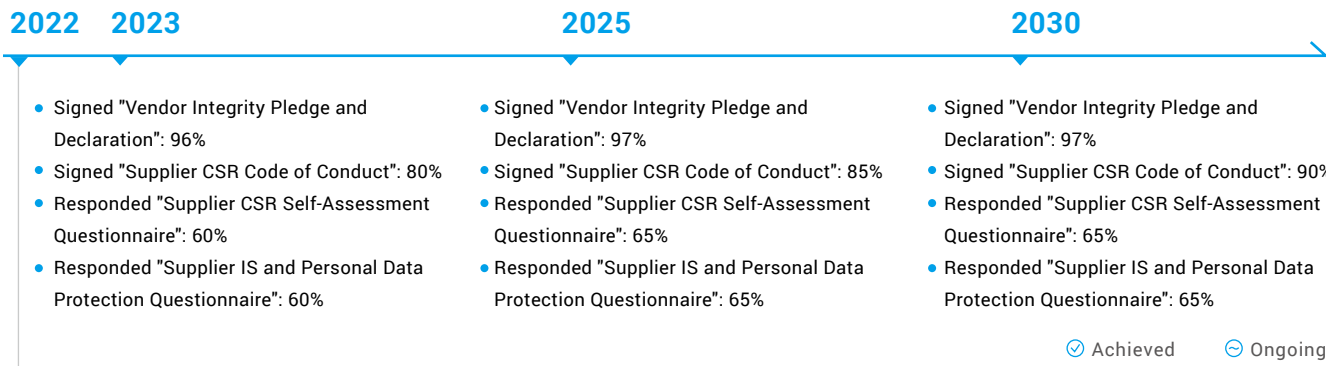 2022 2023 2025 2030
Signed "Vendor Integrity Pledge and
Declaration": 96%
Signed "Supplier CSR Code of Conduct": 80%
Responded "Supplier CSR Self-Assessment
Questionnaire": 60%
Responded "Supplier IS and Personal Data
Protection Questionnaire": 60%
Signed "Vendor Integrity Pledge and
Declaration": 97%
Signed "Supplier CSR Code of Conduct": 85%
Responded "Supplier CSR Self-Assessment
Questionnaire": 65%
Responded "Supplier IS and Personal Data
Protection Questionnaire": 65%
Signed "Vendor Integrity Pledge and
Declaration": 97%
Signed "Supplier CSR Code of Conduct": 90%
Responded "Supplier CSR Self-Assessment
Questionnaire": 65%
Responded "Supplier IS and Personal Data
Protection Questionnaire": 65%
Achieved Ongoing